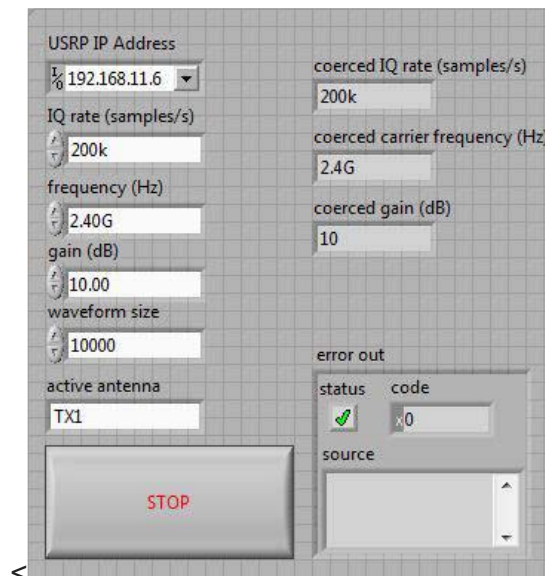 USRP IP Address
192.168.11.6
IQ rate (samples/s)
200k
frequency (Hz)
2.40G
gain (dB)
10.00
waveform size
10000
active antenna
TX1
STOP
coerced IQ rate (samples/s)
200k
coerced carrier frequency (Hz)
2.4G
coerced gain (dB)
10
error out
status code
x0
source
<